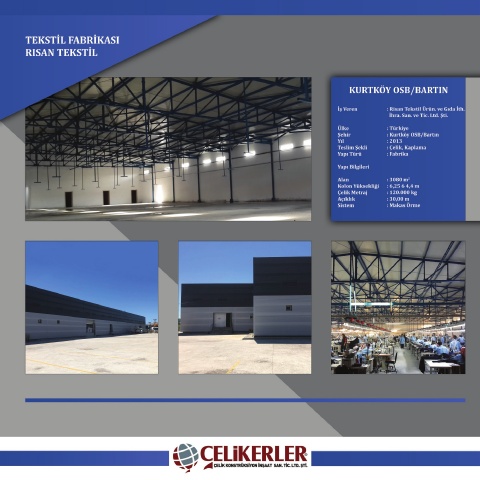 TEKSTİL FABRİKASI
RISAN TEKSTİL
KURTKÖY OSB/BARTIN
İş Veren : Risan Tekstil Ürün. ve Gıda İth.
İhra. San. ve Tic. Ltd. Şti.
Ülke : Türkiye
Şehir : Kurtköy OSB/Bartın
Yıl : 2013
Teslim Şekli : Çelik, Kaplama
Yapı Türü : Fabrika
Yapı Bilgileri
Alan : 3080 m²
Kolon Yüksekliği : 6,25 & 4,4 m
Çelik Metraj : 120.000 kg
Açıklık : 30,00 m
Sistem : Makas Örme
ÇELİKERLER
ÇELİK KONSTRÜKSİYON İNŞAAT SAN. TİC. LTD. ŞTİ.